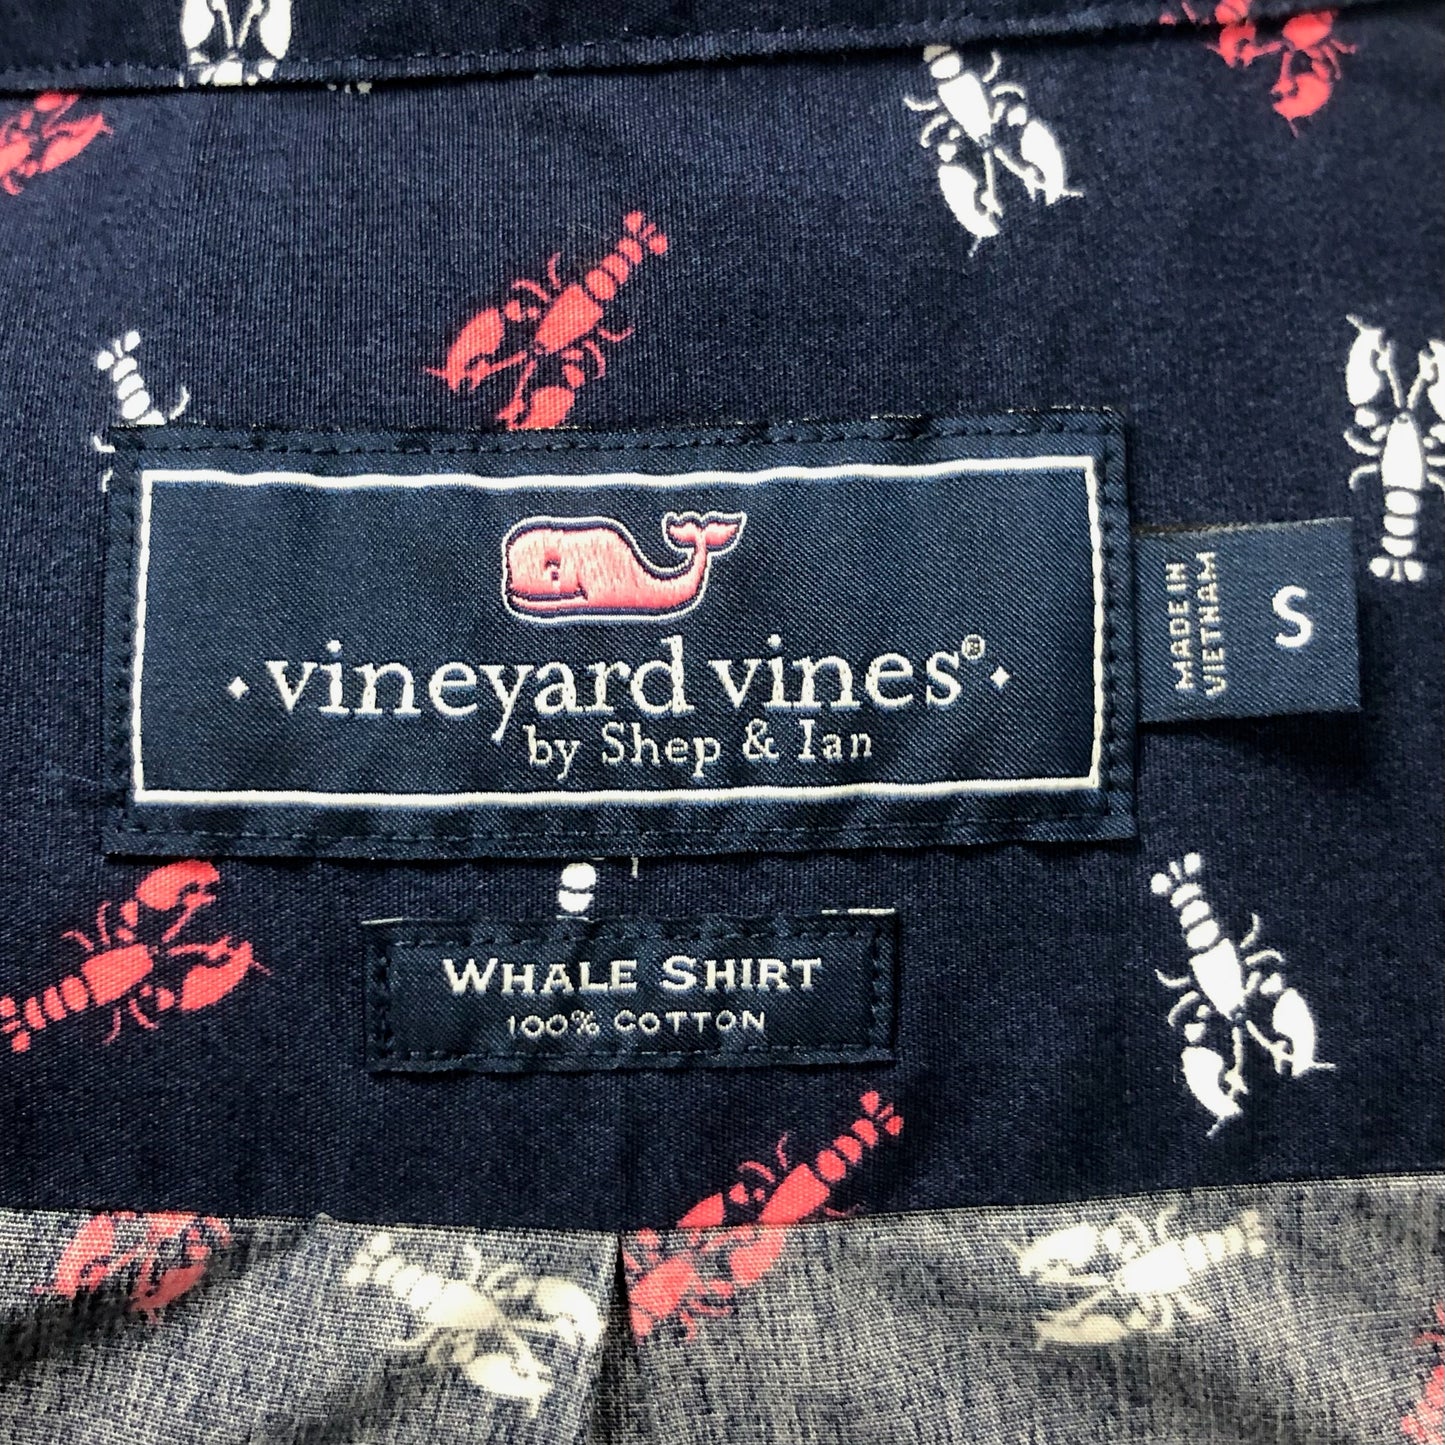 · vineyard vines® ·
by Shep & Ian
MADE IN
VIETNAM
S
WHALE SHIRT
100% COTTON